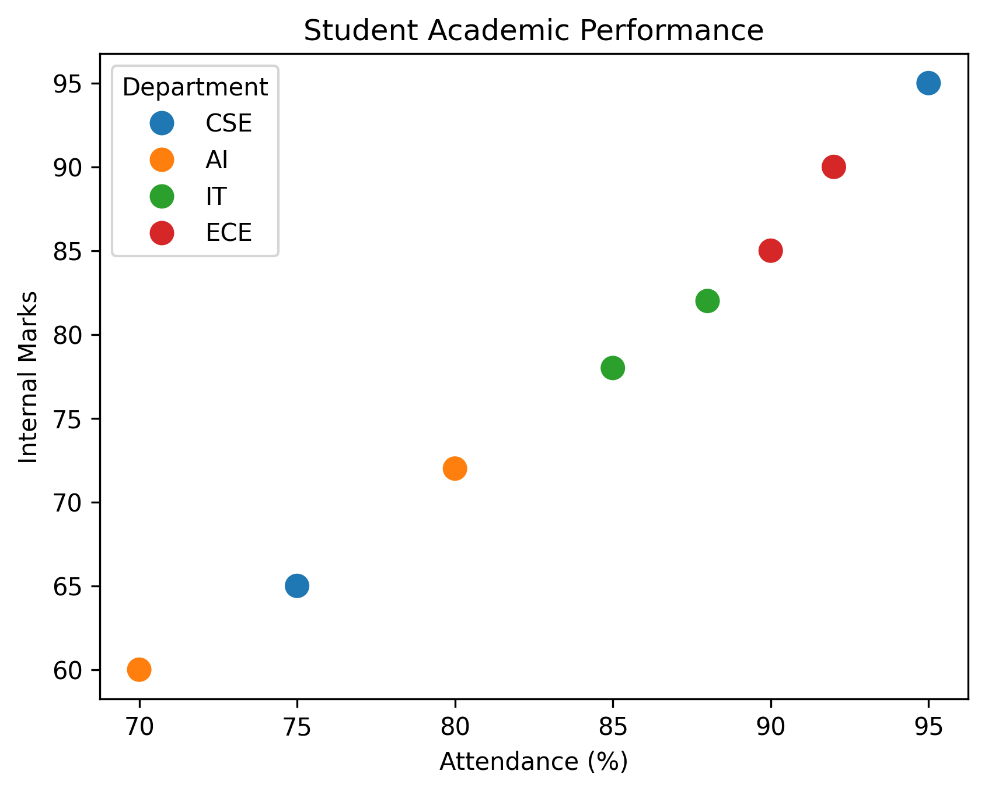 Student Academic Performance
Department
CSE
AI
IT
ECE
Internal Marks
95
90
85
80
75
70
65
60
70 75 80 85 90 95
Attendance (%)